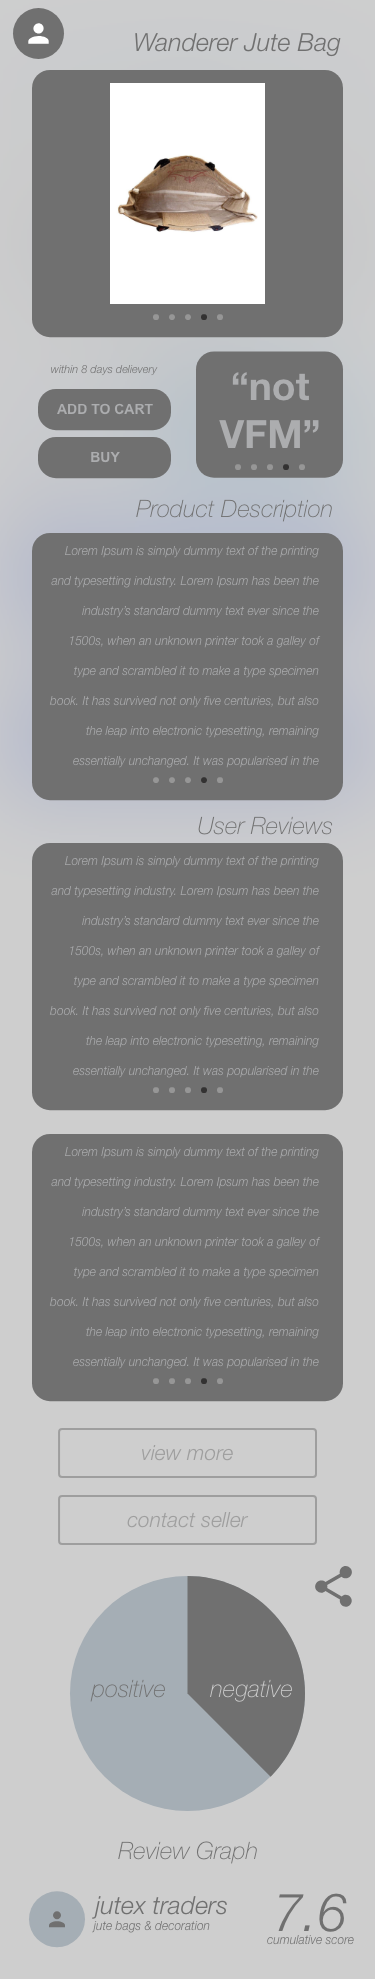 Wanderer Jute Bag
within 8 days delievery
ADD TO CART
BUY
“not
VFM”
Product Description
Lorem Ipsum is simply dummy text of the printing
and typesetting industry. Lorem Ipsum has been the
industry's standard dummy text ever since the
1500s, when an unknown printer took a galley of
type and scrambled it to make a type specimen
book. It has survived not only five centuries, but also
the leap into electronic typesetting, remaining
essentially unchanged. It was popularised in the
User Reviews
Lorem Ipsum is simply dummy text of the printing
and typesetting industry. Lorem Ipsum has been the
industry's standard dummy text ever since the
1500s, when an unknown printer took a galley of
type and scrambled it to make a type specimen
book. It has survived not only five centuries, but also
the leap into electronic typesetting, remaining
essentially unchanged. It was popularised in the
Lorem Ipsum is simply dummy text of the printing
and typesetting industry. Lorem Ipsum has been the
industry's standard dummy text ever since the
1500s, when an unknown printer took a galley of
type and scrambled it to make a type specimen
book. It has survived not only five centuries, but also
the leap into electronic typesetting, remaining
essentially unchanged. It was popularised in the
view more
contact seller
positive
negative
Review Graph
jutex traders
jute bags & decoration
7.6
cumulative score